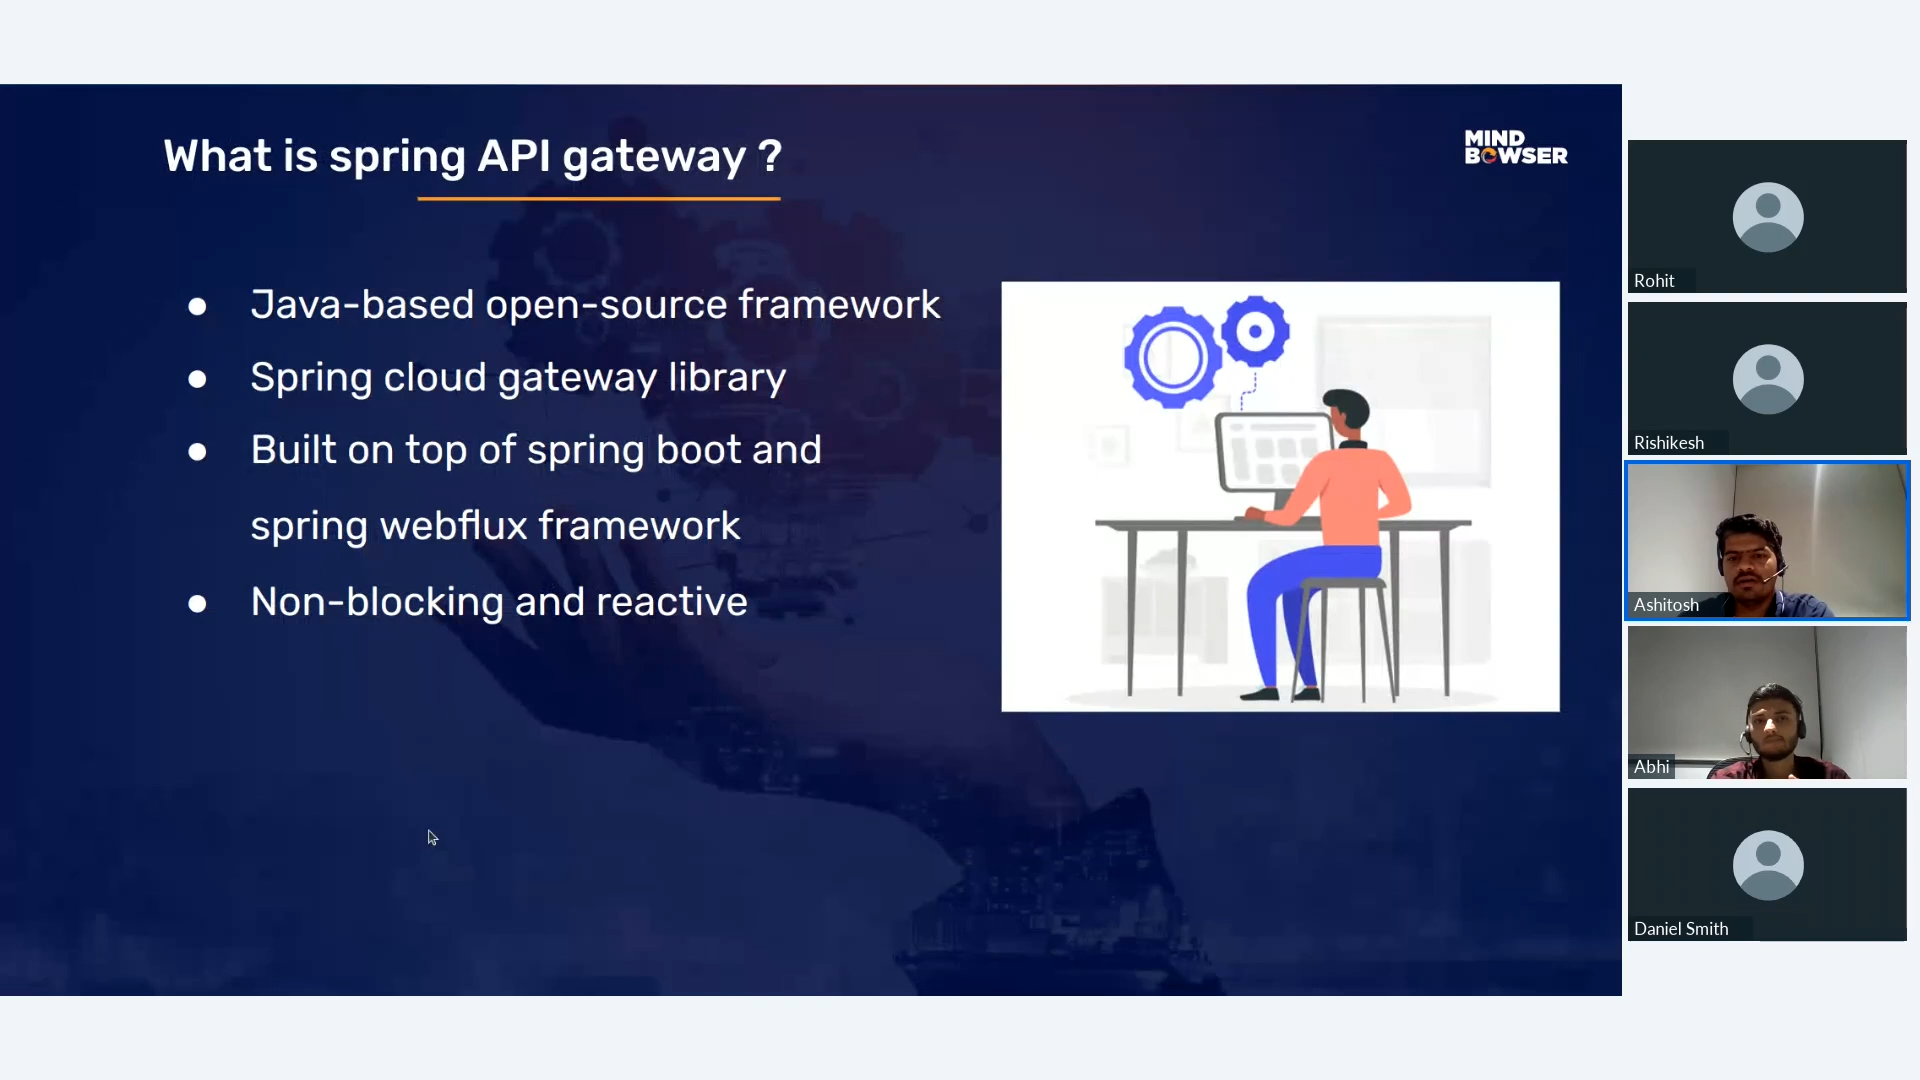 What is spring API gateway ?
MIND
BOWSER
● Java-based open-source framework
● Spring cloud gateway library
● Built on top of spring boot and
spring webflux framework
● Non-blocking and reactive
Rohit
Rishikesh
Ashitosh
Abhi
Daniel Smith